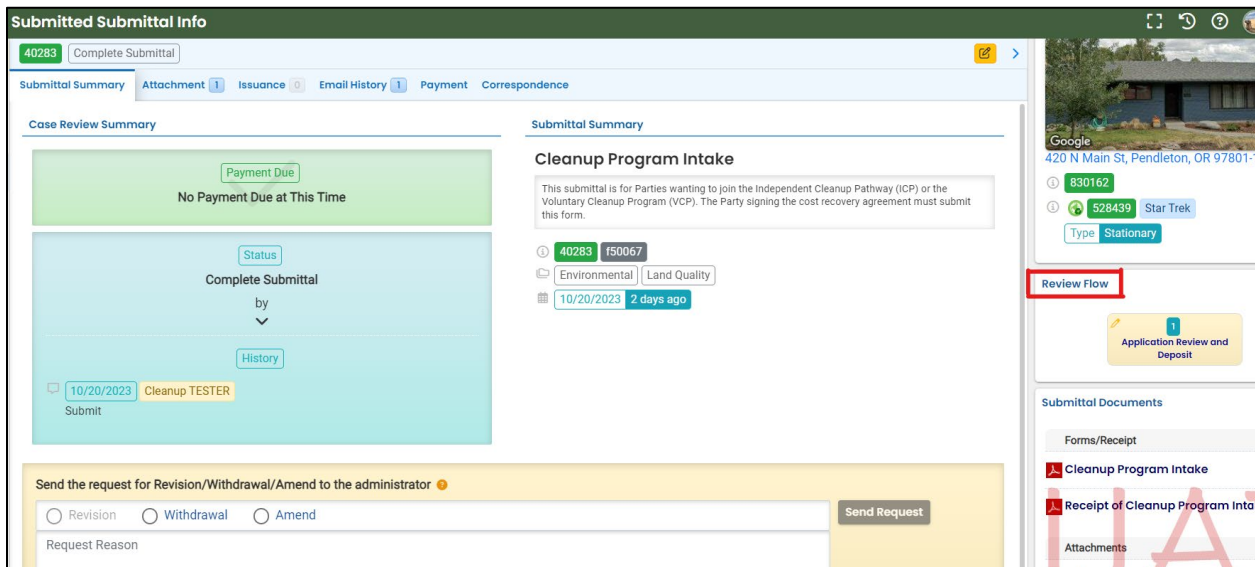 Submitted Submittal Info
40283 Complete Submittal
Submittal Summary Attachment 1 Issuance 0 Email History 1 Payment Correspondence
Case Review Summary
Payment Due
No Payment Due at This Time
Status
Complete Submittal
by
History
10/20/2023 Cleanup TESTER
Submit
Submittal Summary
Cleanup Program Intake
This submittal is for Parties wanting to join the Independent Cleanup Pathway (ICP) or the
Voluntary Cleanup Program (VCP). The Party signing the cost recovery agreement must submit
this form.
40283 f50067
Environmental Land Quality
10/20/2023 2 days ago
Send the request for Revision/Withdrawal/Amend to the administrator
Revision Withdrawal Amend
Send Request
Request Reason
Google
420 N Main St, Pendleton, OR 97801-
830162
528439 Star Trek
Type Stationary
Review Flow
1
Application Review and
Deposit
Submittal Documents
Forms/Receipt
Cleanup Program Intake
Receipt of Cleanup Program Inta
Attachments